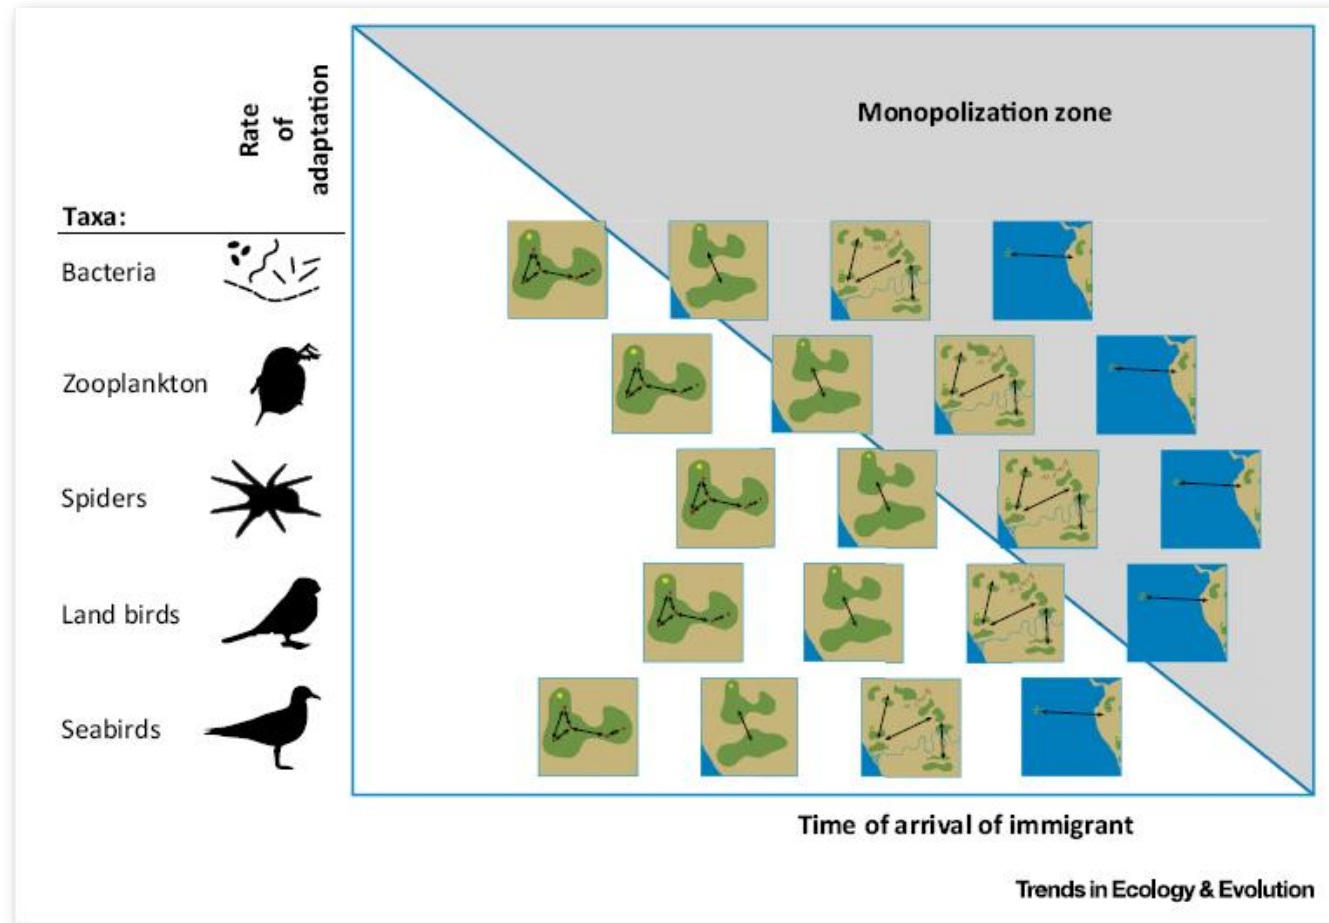 Rate
of
adaptation
Monopolization zone
Taxa:
Bacteria
Zooplankton
Spiders
Land birds
Seabirds
Time of arrival of immigrant
Trends in Ecology & Evolution